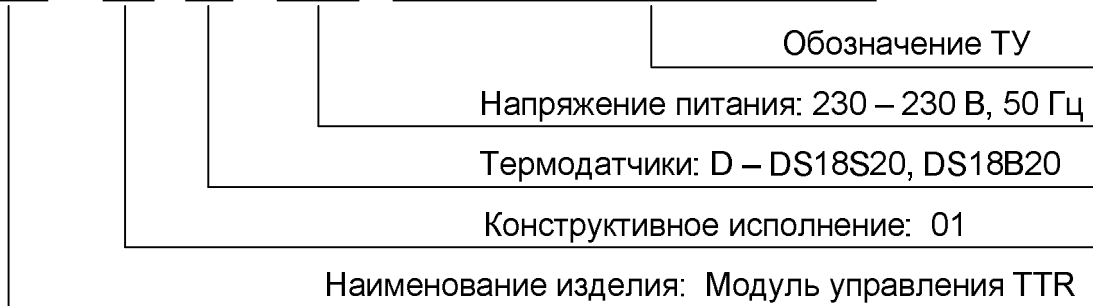 Обозначение ТУ
Напряжение питания: 230 – 230 В, 50 Гц
Термодатчики: D – DS18S20, DS18B20
Конструктивное исполнение: 01
Наименование изделия: Модуль управления TTR